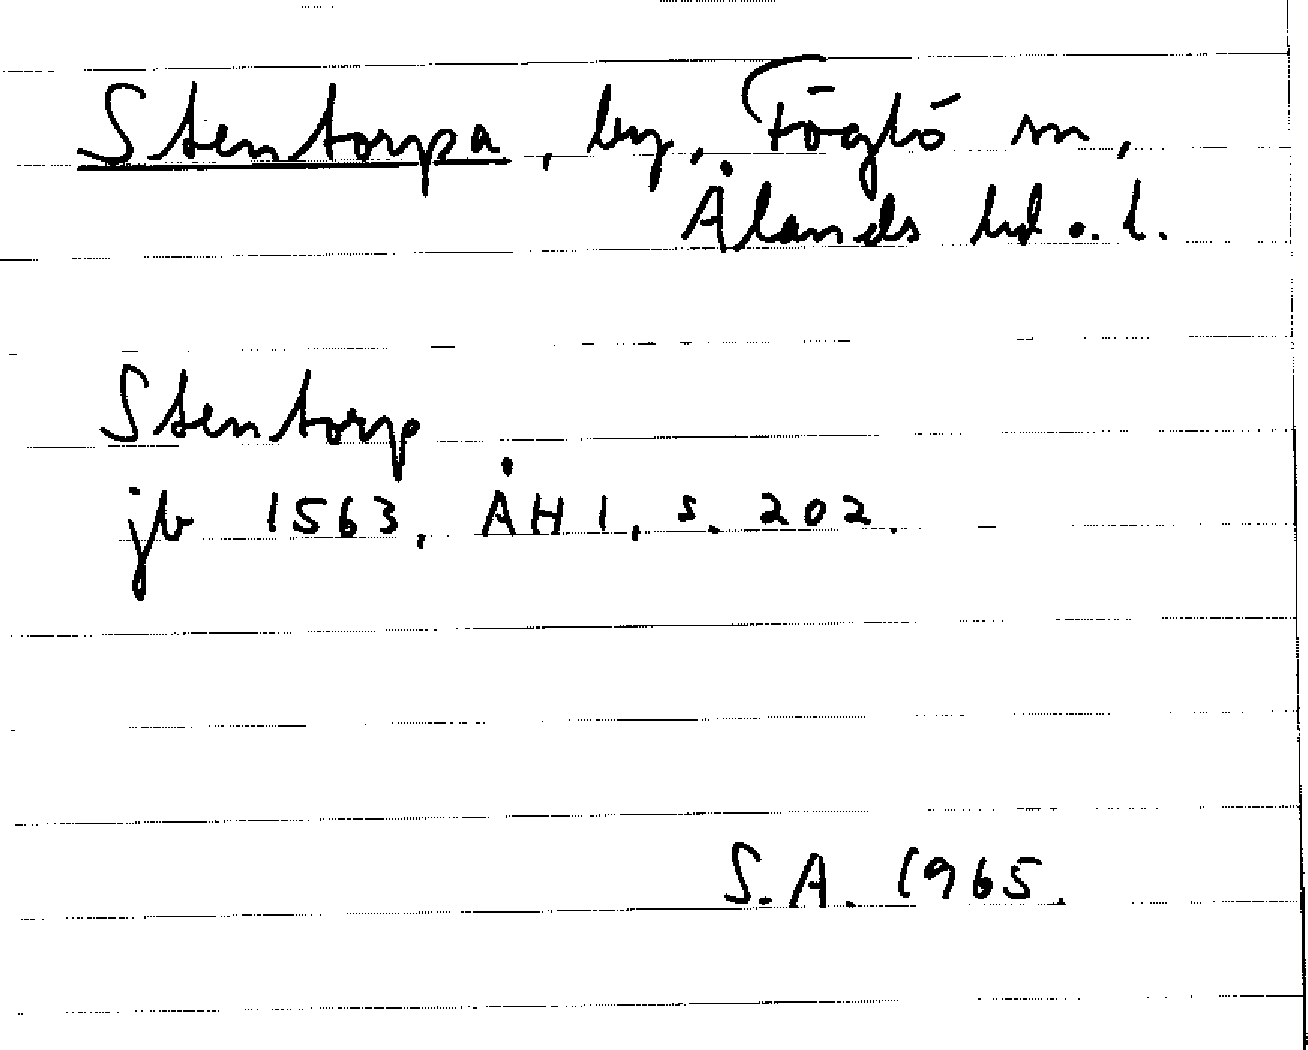 Stentorpa, by, Föglö sn,
Ålands hd o. l.
Stentorp
jb 1563, ÅH 1, s. 202.
S.A. 1965.